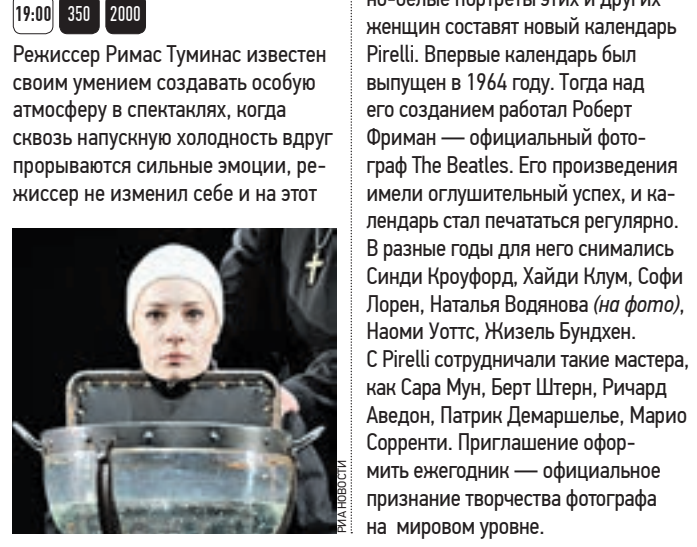 19:00 350 2000
Режиссер Римас Туминас известен
своим умением создавать особую
атмосферу в спектаклях, когда
сквозь напускную холодность вдруг
прорываются сильные эмоции, ре-
жиссер не изменил себе и на этот
РИА НОВОСТИ
но-белые портреты этих и других
женщин составят новый календарь
Pirelli. Впервые календарь был
выпущен в 1964 году. Тогда над
его созданием работал Роберт
Фриман — официальный фото-
граф The Beatles. Его произведения
имели оглушительный успех, и ка-
лендарь стал печататься регулярно.
В разные годы для него снимались
Синди Кроуфорд, Хайди Клум, Софи
Лорен, Наталья Водянова (на фото),
Наоми Уоттс, Жизель Бундхен.
С Pirelli сотрудничали такие мастера,
как Сара Мун, Берт Штерн, Ричард
Аведон, Патрик Демаршелье, Марио
Сорренти. Приглашение офор-
мить ежегодник — официальное
признание творчества фотографа
на мировом уровне.